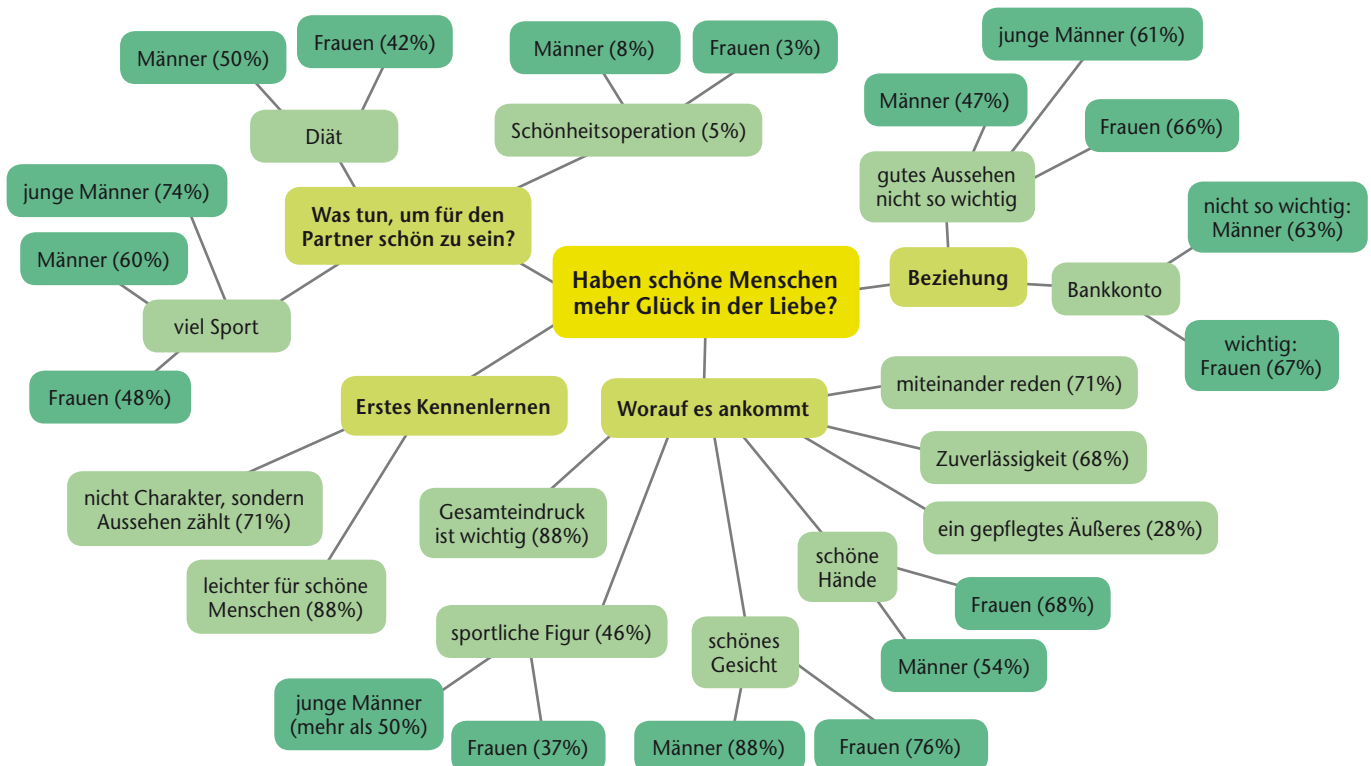 Männer (50%)
Frauen (42%)
Diät
Männer (8%)
Frauen (3%)
Schönheitsoperation (5%)
junge Männer (74%)
Männer (60%)
viel Sport
Frauen (48%)
Was tun, um für den
Partner schön zu sein?
Haben schöne Menschen
mehr Glück in der Liebe?
junge Männer (61%)
Männer (47%)
Frauen (66%)
gutes Aussehen
nicht so wichtig
Beziehung
Bankkonto
nicht so wichtig:
Männer (63%)
wichtig:
Frauen (67%)
Erstes Kennenlernen
nicht Charakter, sondern
Aussehen zählt (71%)
leichter für schöne
Menschen (88%)
Worauf es ankommt
miteinander reden (71%)
Zuverlässigkeit (68%)
ein gepflegtes Äußeres (28%)
Gesamteindruck
ist wichtig (88%)
schöne
Hände
Frauen (68%)
Männer (54%)
sportliche Figur (46%)
junge Männer
(mehr als 50%)
Frauen (37%)
schönes
Gesicht
Männer (88%)
Frauen (76%)